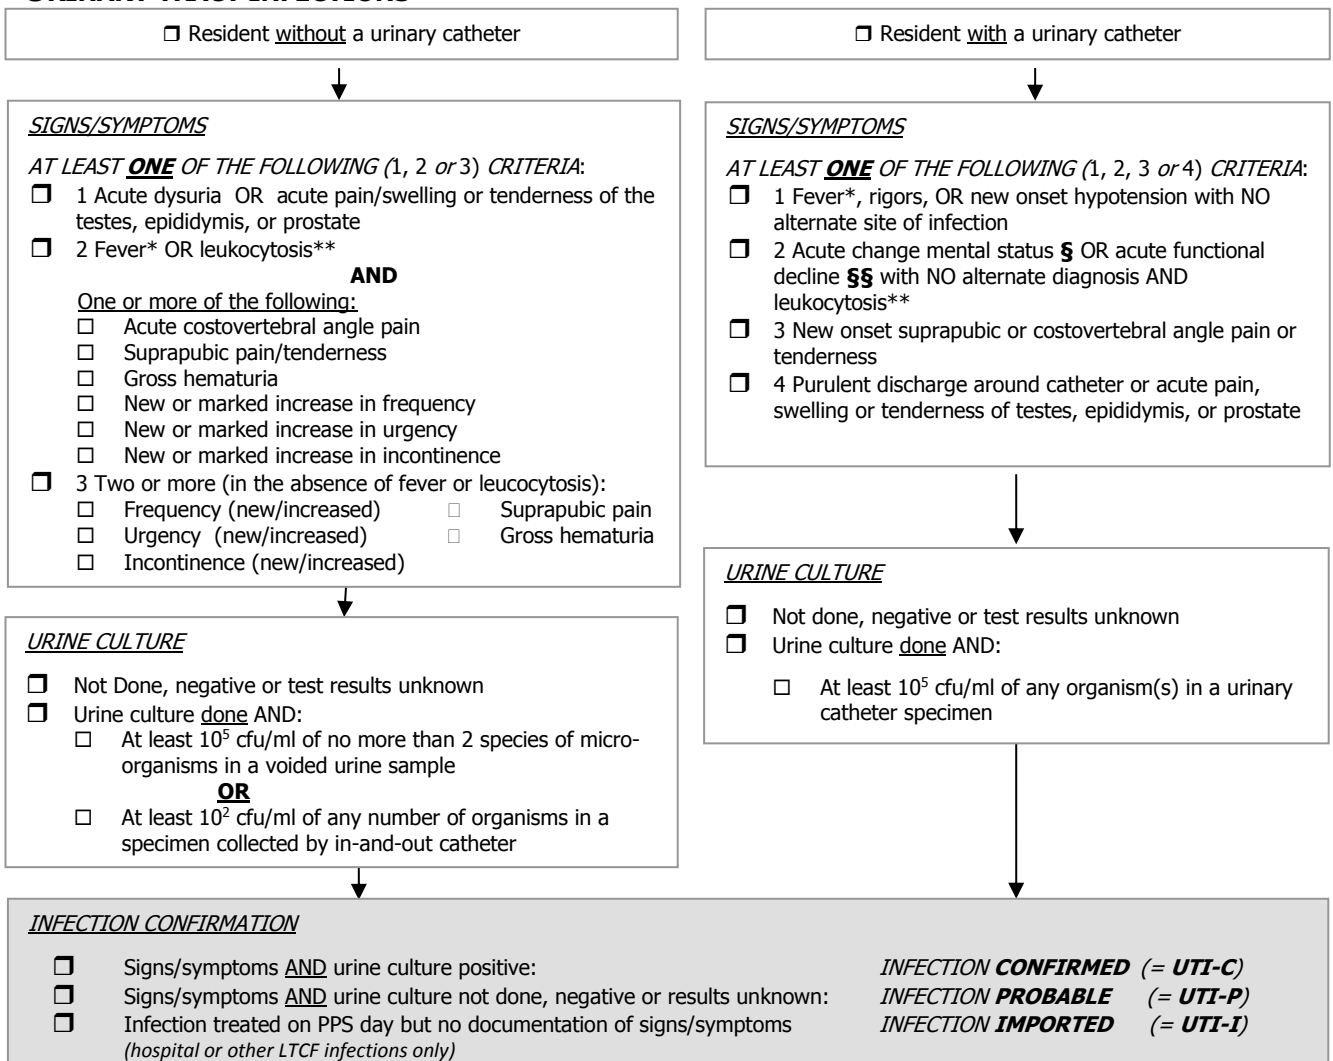 ☐ Resident without a urinary catheter
SIGNS/SYMPTOMS
AT LEAST ONE OF THE FOLLOWING (1, 2 or 3) CRITERIA:
☐ 1 Acute dysuria OR acute pain/swelling or tenderness of the
testes, epididymis, or prostate
☐ 2 Fever* OR leukocytosis**
AND
One or more of the following:
☐ Acute costovertebral angle pain
☐ Suprapubic pain/tenderness
☐ Gross hematuria
☐ New or marked increase in frequency
☐ New or marked increase in urgency
☐ New or marked increase in incontinence
☐ 3 Two or more (in the absence of fever or leucocytosis):
☐ Frequency (new/increased) ☐ Suprapubic pain
☐ Urgency (new/increased) ☐ Gross hematuria
☐ Incontinence (new/increased)
URINE CULTURE
☐ Not Done, negative or test results unknown
☐ Urine culture done AND:
☐ At least 10⁵ cfu/ml of no more than 2 species of micro-
organisms in a voided urine sample
OR
☐ At least 10² cfu/ml of any number of organisms in a
specimen collected by in-and-out catheter
☐ Resident with a urinary catheter
SIGNS/SYMPTOMS
AT LEAST ONE OF THE FOLLOWING (1, 2, 3 or 4) CRITERIA:
☐ 1 Fever*, rigors, OR new onset hypotension with NO
alternate site of infection
☐ 2 Acute change mental status § OR acute functional
decline §§ with NO alternate diagnosis AND
leukocytosis**
☐ 3 New onset suprapubic or costovertebral angle pain or
tenderness
☐ 4 Purulent discharge around catheter or acute pain,
swelling or tenderness of testes, epididymis, or prostate
URINE CULTURE
☐ Not done, negative or test results unknown
☐ Urine culture done AND:
☐ At least 10⁵ cfu/ml of any organism(s) in a urinary
catheter specimen
INFECTION CONFIRMATION
☐ Signs/symptoms AND urine culture positive: INFECTION CONFIRMED (= UTI-C)
☐ Signs/symptoms AND urine culture not done, negative or results unknown: INFECTION PROBABLE (= UTI-P)
☐ Infection treated on PPS day but no documentation of signs/symptoms INFECTION IMPORTED (= UTI-I)
(hospital or other LTCF infections only)